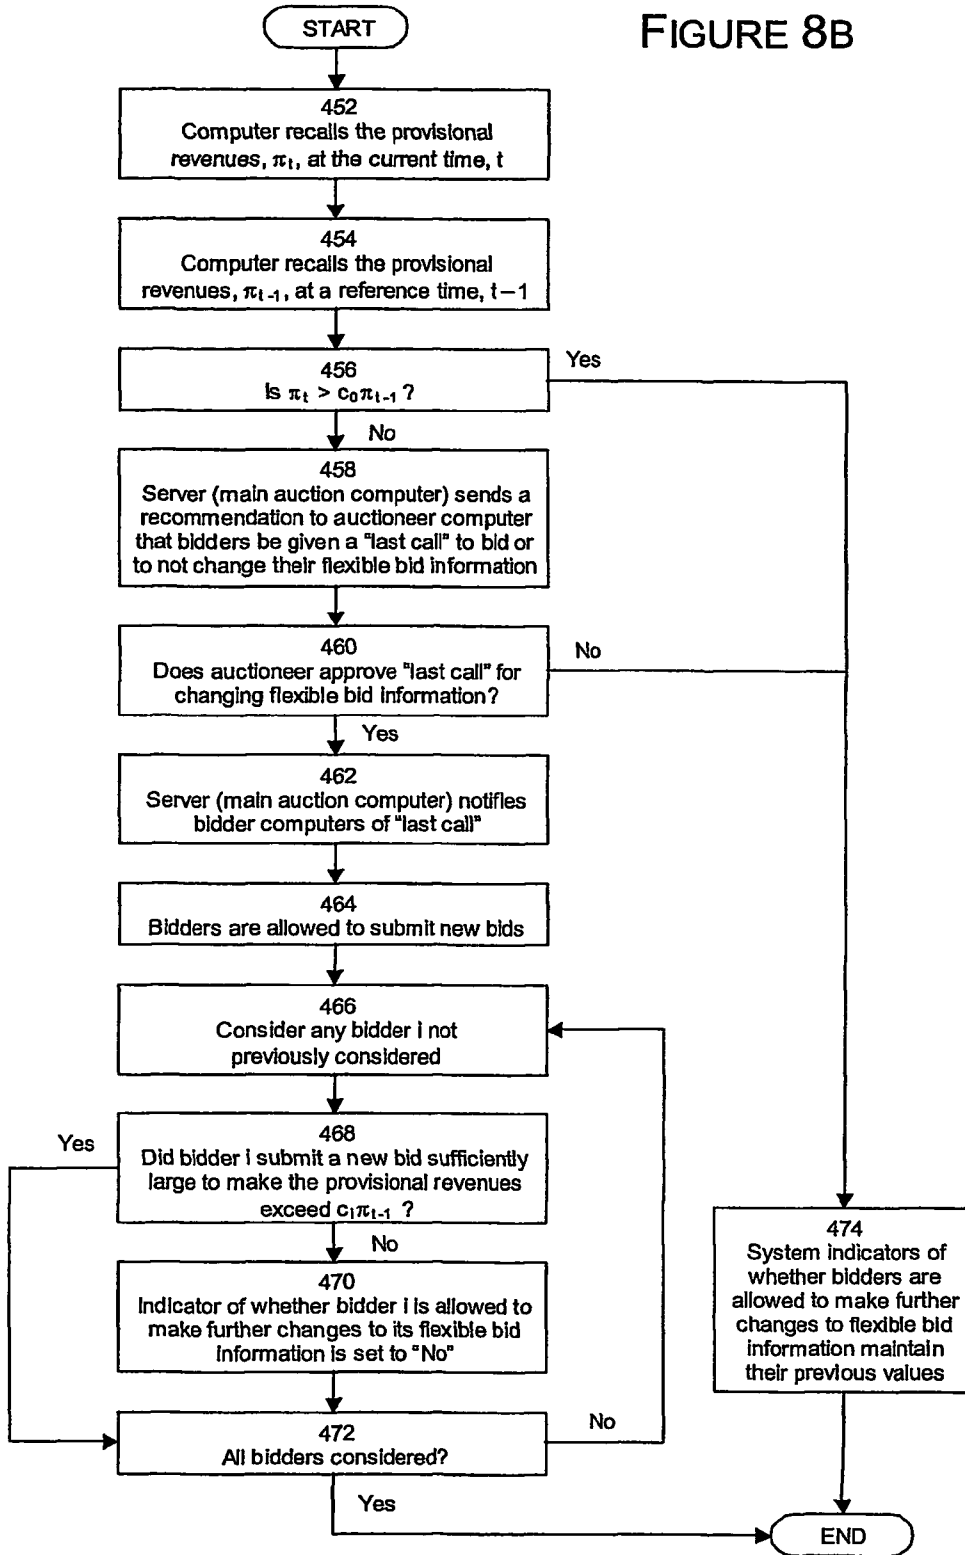 FIGURE 8B
START
452
Computer recalls the provisional
revenues, πt, at the current time, t
454
Computer recalls the provisional
revenues, πt-1, at a reference time, t−1
456
Is πt > c0πt-1 ?
Yes
No
458
Server (main auction computer) sends a
recommendation to auctioneer computer
that bidders be given a "last call" to bid or
to not change their flexible bid information
460
Does auctioneer approve "last call" for
changing flexible bid information?
No
Yes
462
Server (main auction computer) notifies
bidder computers of "last call"
464
Bidders are allowed to submit new bids
466
Consider any bidder i not
previously considered
468
Did bidder i submit a new bid sufficiently
large to make the provisional revenues
exceed ciπt-1 ?
Yes
No
470
Indicator of whether bidder i is allowed to
make further changes to its flexible bid
information is set to "No"
472
All bidders considered?
No
Yes
474
System indicators of
whether bidders are
allowed to make further
changes to flexible bid
information maintain
their previous values
END